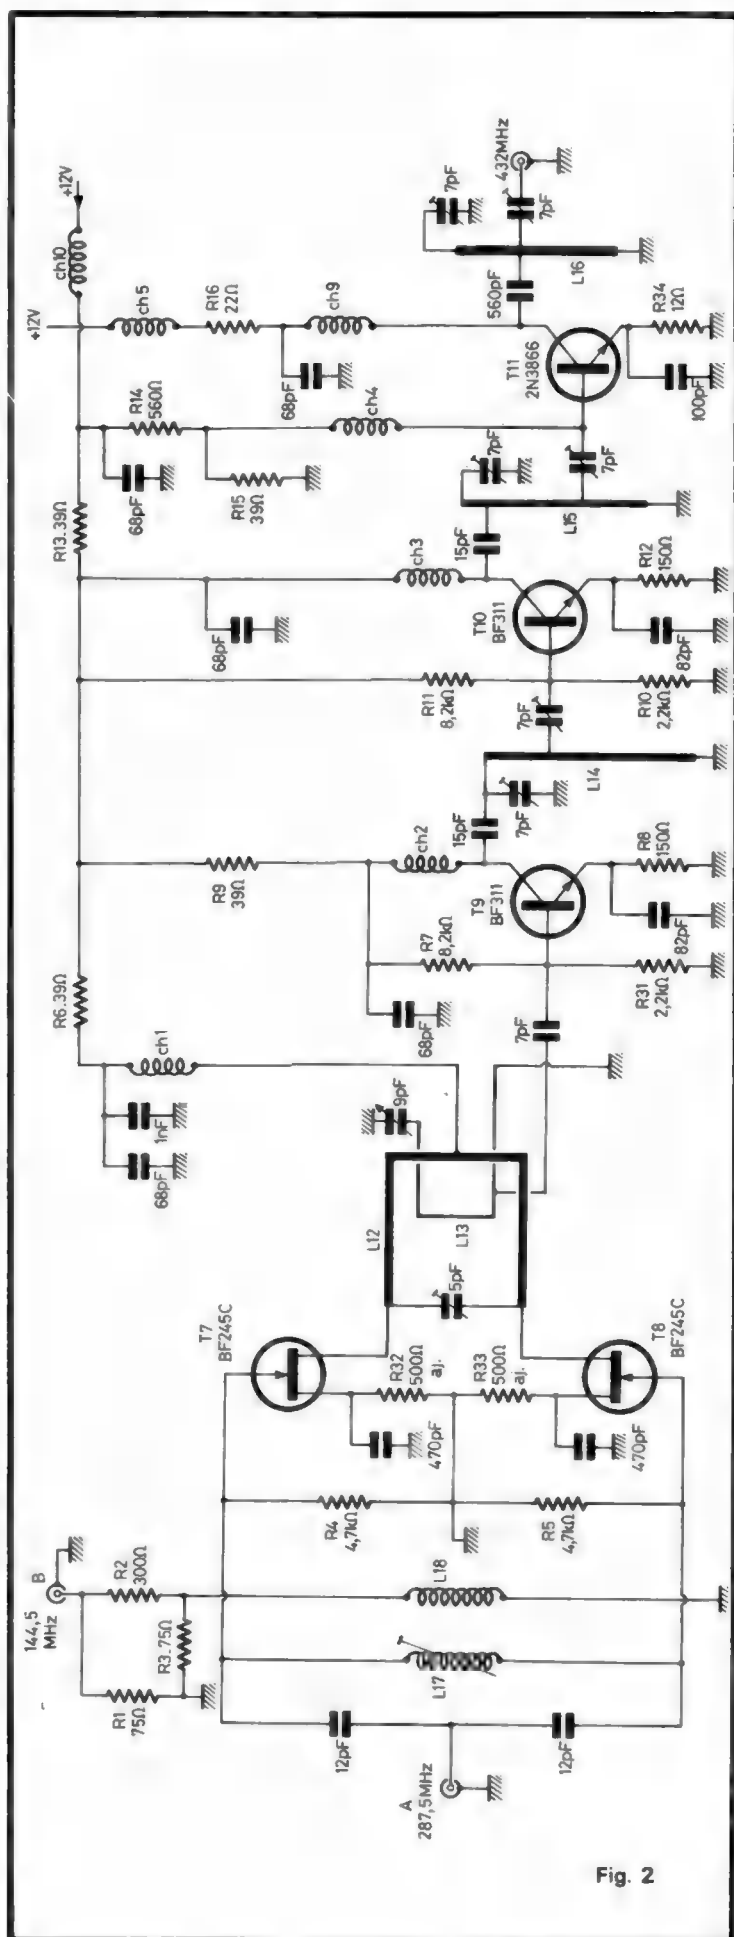 +12V
ch10
+12V
ch5
R16
22Ω
ch9
68pF
R14
560Ω
68pF
R15
39Ω
ch4
R13.39Ω
68pF
ch3
15pF
7pF
L15
7pF
T11
2N3866
R34
12Ω
100pF
560pF
L16
7pF
7pF
432MHz
T10
BF311
R12
150Ω
82pF
R11
8,2kΩ
R10
2,2kΩ
7pF
L14
7pF
15pF
ch2
R9
39Ω
T9
BF311
R8
150Ω
82pF
R7
8,2kΩ
68pF
R31
2,2kΩ
7pF
R6.39Ω
ch1
1nF
68pF
9pF
L12
L13
5pF
T7
BF245C
R32
500Ω
aj.
R33
500Ω
aj.
T8
BF245C
470pF
470pF
R4
4,7kΩ
R5
4,7kΩ
B
144,5
MHz
R2
300Ω
R3.75Ω
R1
75Ω
L18
L17
12pF
12pF
A
287,5MHz
Fig. 2